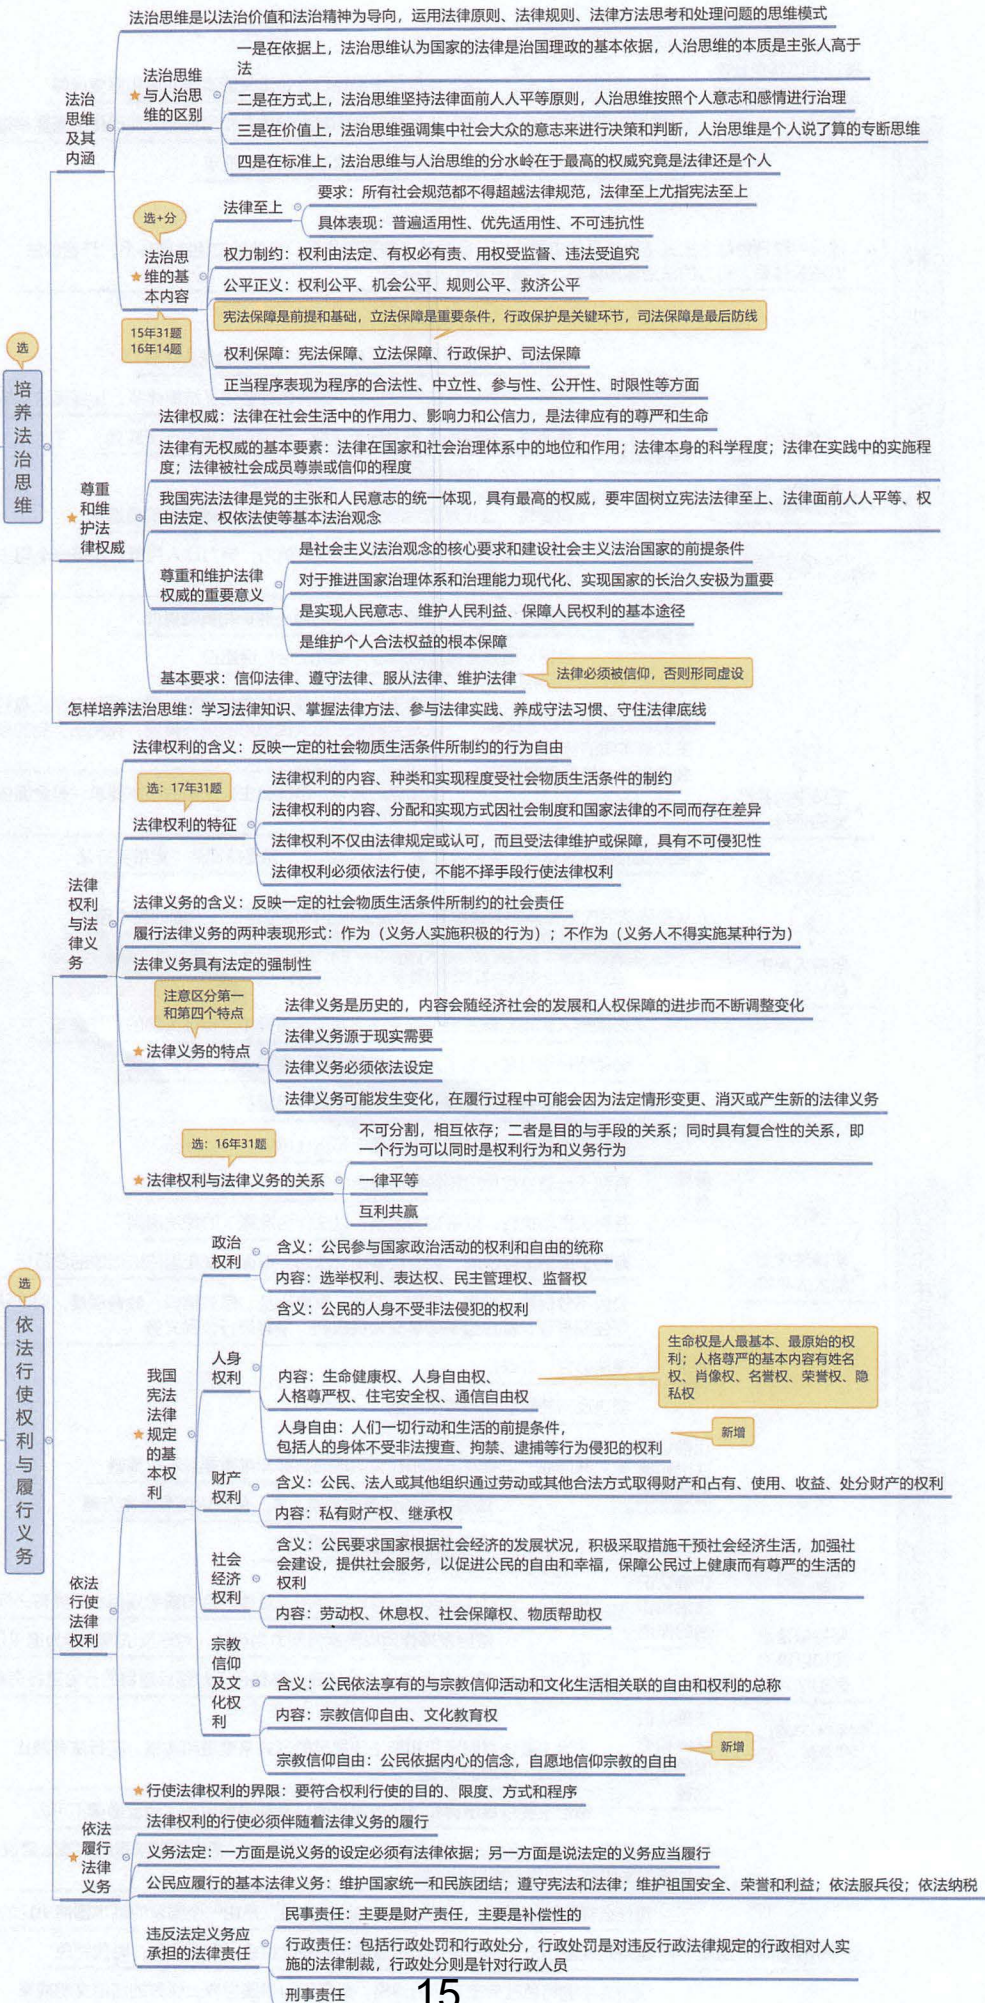 法治思维是以法治价值和法治精神为导向，运用法律原则、法律规则、法律方法思考和处理问题的思维模式
法治
思维
及其
内涵
法治思维
与人治思
维的区别
一是在依据上，法治思维认为国家的法律是治国理政的基本依据，人治思维的本质是主张人高于
法
二是在方式上，法治思维坚持法律面前人人平等原则，人治思维按照个人意志和感情进行治理
三是在价值上，法治思维强调集中社会大众的意志来进行决策和判断，人治思维是个人说了算的专断思维
四是在标准上，法治思维与人治思维的分水岭在于最高的权威究竟是法律还是个人
选+分
法治思
维的基
本内容
15年31题
16年14题
法律至上
要求：所有社会规范都不得超越法律规范，法律至上尤指宪法至上
具体表现：普遍适用性、优先适用性、不可违抗性
权力制约：权利由法定、有权必有责、用权受监督、违法受追究
公平正义：权利公平、机会公平、规则公平、救济公平
宪法保障是前提和基础，立法保障是重要条件，行政保护是关键环节，司法保障是最后防线
权利保障：宪法保障、立法保障、行政保护、司法保障
正当程序表现为程序的合法性、中立性、参与性、公开性、时限性等方面
选
培
养
法
治
思
维
尊重
和维
护法
律权威
法律权威：法律在社会生活中的作用力、影响力和公信力，是法律应有的尊严和生命
法律有无权威的基本要素：法律在国家和社会治理体系中的地位和作用；法律本身的科学程度；法律在实践中的实施程
度；法律被社会成员尊崇或信仰的程度
我国宪法法律是党的主张和人民意志的统一体现，具有最高的权威，要牢固树立宪法法律至上、法律面前人人平等、权
由法定、权依法使等基本法治观念
尊重和维护法律
权威的重要意义
是社会主义法治观念的核心要求和建设社会主义法治国家的前提条件
对于推进国家治理体系和治理能力现代化、实现国家的长治久安极为重要
是实现人民意志、维护人民利益、保障人民权利的基本途径
是维护个人合法权益的根本保障
基本要求：信仰法律、遵守法律、服从法律、维护法律
法律必须被信仰，否则形同虚设
怎样培养法治思维：学习法律知识、掌握法律方法、参与法律实践、养成守法习惯、守住法律底线
法律
权利
与法
律义
务
法律权利的含义：反映一定的社会物质生活条件所制约的行为自由
选：17年31题
法律权利的特征
法律权利的内容、种类和实现程度受社会物质生活条件的制约
法律权利的内容、分配和实现方式因社会制度和国家法律的不同而存在差异
法律权利不仅由法律规定或认可，而且受法律维护或保障，具有不可侵犯性
法律权利必须依法行使，不能不择手段行使法律权利
法律义务的含义：反映一定的社会物质生活条件所制约的社会责任
履行法律义务的两种表现形式：作为（义务人实施积极的行为）；不作为（义务人不得实施某种行为）
法律义务具有法定的强制性
注意区分第一
和第四个特点
法律义务的特点
法律义务是历史的，内容会随经济社会的发展和人权保障的进步而不断调整变化
法律义务源于现实需要
法律义务必须依法设定
法律义务可能发生变化，在履行过程中可能会因为法定情形变更、消灭或产生新的法律义务
选：16年31题
法律权利与法律义务的关系
不可分割，相互依存；二者是目的与手段的关系；同时具有复合性的关系，即
一个行为可以同时是权利行为和义务行为
一律平等
互利共赢
选
依
法
行
使
权
利
与
履
行
义
务
依法
行使
法律
权利
我国
宪法
法律
规定
的基
本权
利
政治
权利
含义：公民参与国家政治活动的权利和自由的统称
内容：选举权利、表达权、民主管理权、监督权
人身
权利
含义：公民的人身不受非法侵犯的权利
内容：生命健康权、人身自由权、
人格尊严权、住宅安全权、通信自由权
生命权是人最基本、最原始的权
利；人格尊严的基本内容有姓名
权、肖像权、名誉权、荣誉权、隐
私权
人身自由：人们一切行动和生活的前提条件，
包括人的身体不受非法搜查、拘禁、逮捕等行为侵犯的权利
新增
财产
权利
含义：公民、法人或其他组织通过劳动或其他合法方式取得财产和占有、使用、收益、处分财产的权利
内容：私有财产权、继承权
社会
经济
权利
含义：公民要求国家根据社会经济的发展状况，积极采取措施干预社会经济生活，加强社
会建设，提供社会服务，以促进公民的自由和幸福，保障公民过上健康而有尊严的生活的
权利
内容：劳动权、休息权、社会保障权、物质帮助权
宗教
信仰
及文
化权
利
含义：公民依法享有的与宗教信仰活动和文化生活相关联的自由和权利的总称
内容：宗教信仰自由、文化教育权
宗教信仰自由：公民依据内心的信念，自愿地信仰宗教的自由
新增
行使法律权利的界限：要符合权利行使的目的、限度、方式和程序
依法
履行
法律
义务
法律权利的行使必须伴随着法律义务的履行
义务法定：一方面是说义务的设定必须有法律依据；另一方面是说法定的义务应当履行
公民应履行的基本法律义务：维护国家统一和民族团结；遵守宪法和法律；维护祖国安全、荣誉和利益；依法服兵役；依法纳税
违反法定义务应
承担的法律责任
民事责任：主要是财产责任，主要是补偿性的
行政责任：包括行政处罚和行政处分，行政处罚是对违反行政法律规定的行政相对人实
施的法律制裁，行政处分则是针对行政人员
刑事责任
15